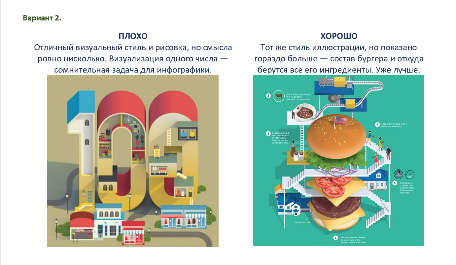 Вариант 2.
ПЛОХО
Отличный визуальный стиль и рисовка, но смысла
ровно нисколько. Визуализация одного числа —
сомнительная задача для инфографики.
ХОРОШО
Тот же стиль иллюстрации, но показано
гораздо больше — состав бургера и откуда
берутся все его ингредиенты. Уже лучше.
100